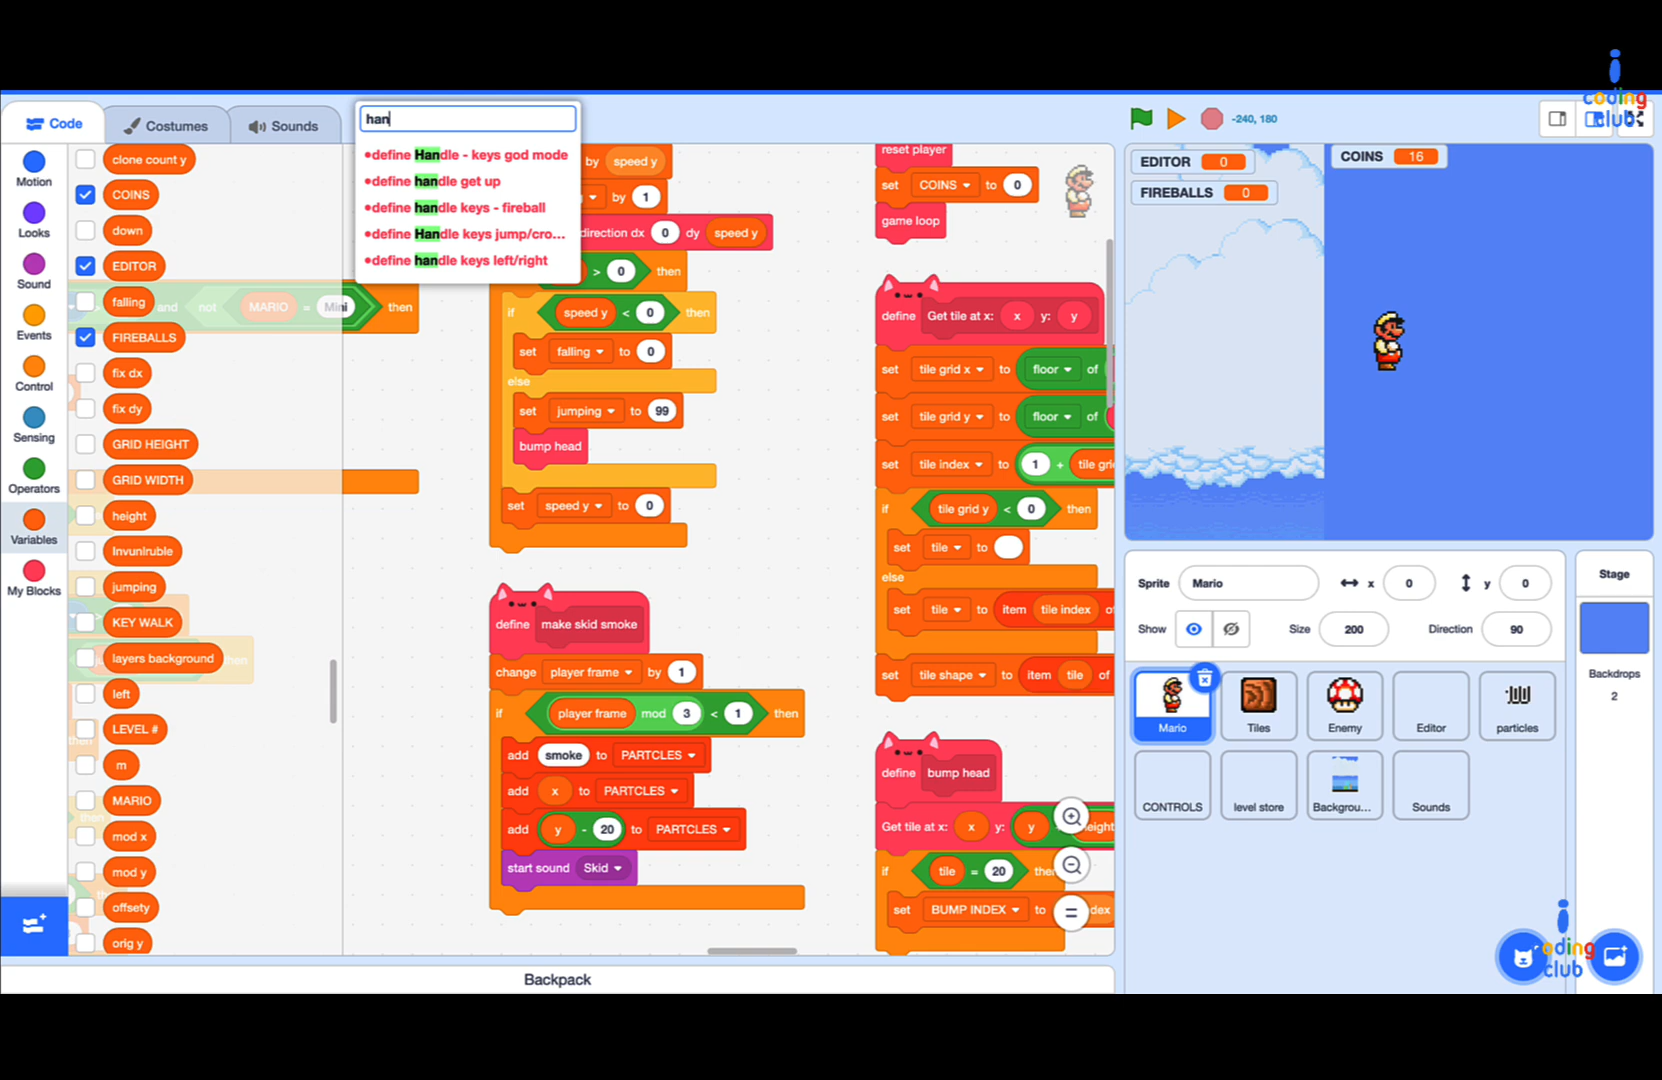 coding
club
Code
Costumes
Sounds
han
•define Handle - keys god mode
•define handle get up
•define handle keys - fireball
•define Handle keys jump/cro...
•define handle keys left/right
-240, 180
Motion
Looks
Sound
Events
Control
Sensing
Operators
Variables
My Blocks
clone count y
COINS
down
EDITOR
falling
FIREBALLS
fix dx
fix dy
GRID HEIGHT
GRID WIDTH
height
Invunlruble
jumping
KEY WALK
layers background
left
LEVEL #
m
MARIO
mod x
mod y
offsety
orig y
and not MARIO = Mini then
then
by speed y
by 1
direction dx 0 dy speed y
> 0 then
if speed y < 0 then
set falling to 0
else
set jumping to 99
bump head
set speed y to 0
define make skid smoke
change player frame by 1
if player frame mod 3 < 1 then
add smoke to PARTCLES
add x to PARTCLES
add y - 20 to PARTCLES
start sound Skid
reset player
set COINS to 0
game loop
define Get tile at x: x y: y
set tile grid x to floor of
set tile grid y to floor of
set tile index to 1 +
if tile grid y < 0 then
set tile to
else
set tile to item tile index
set tile shape to item tile of
define bump head
Get tile at x: x y: y
if tile = 20
set BUMP INDEX to
Backpack
EDITOR 0
FIREBALLS 0
COINS 16
Sprite Mario x 0 y 0
Show Size 200 Direction 90
Mario
Tiles
Enemy
Editor
particles
CONTROLS
level store
Backgrou...
Sounds
Stage
Backdrops
2
club